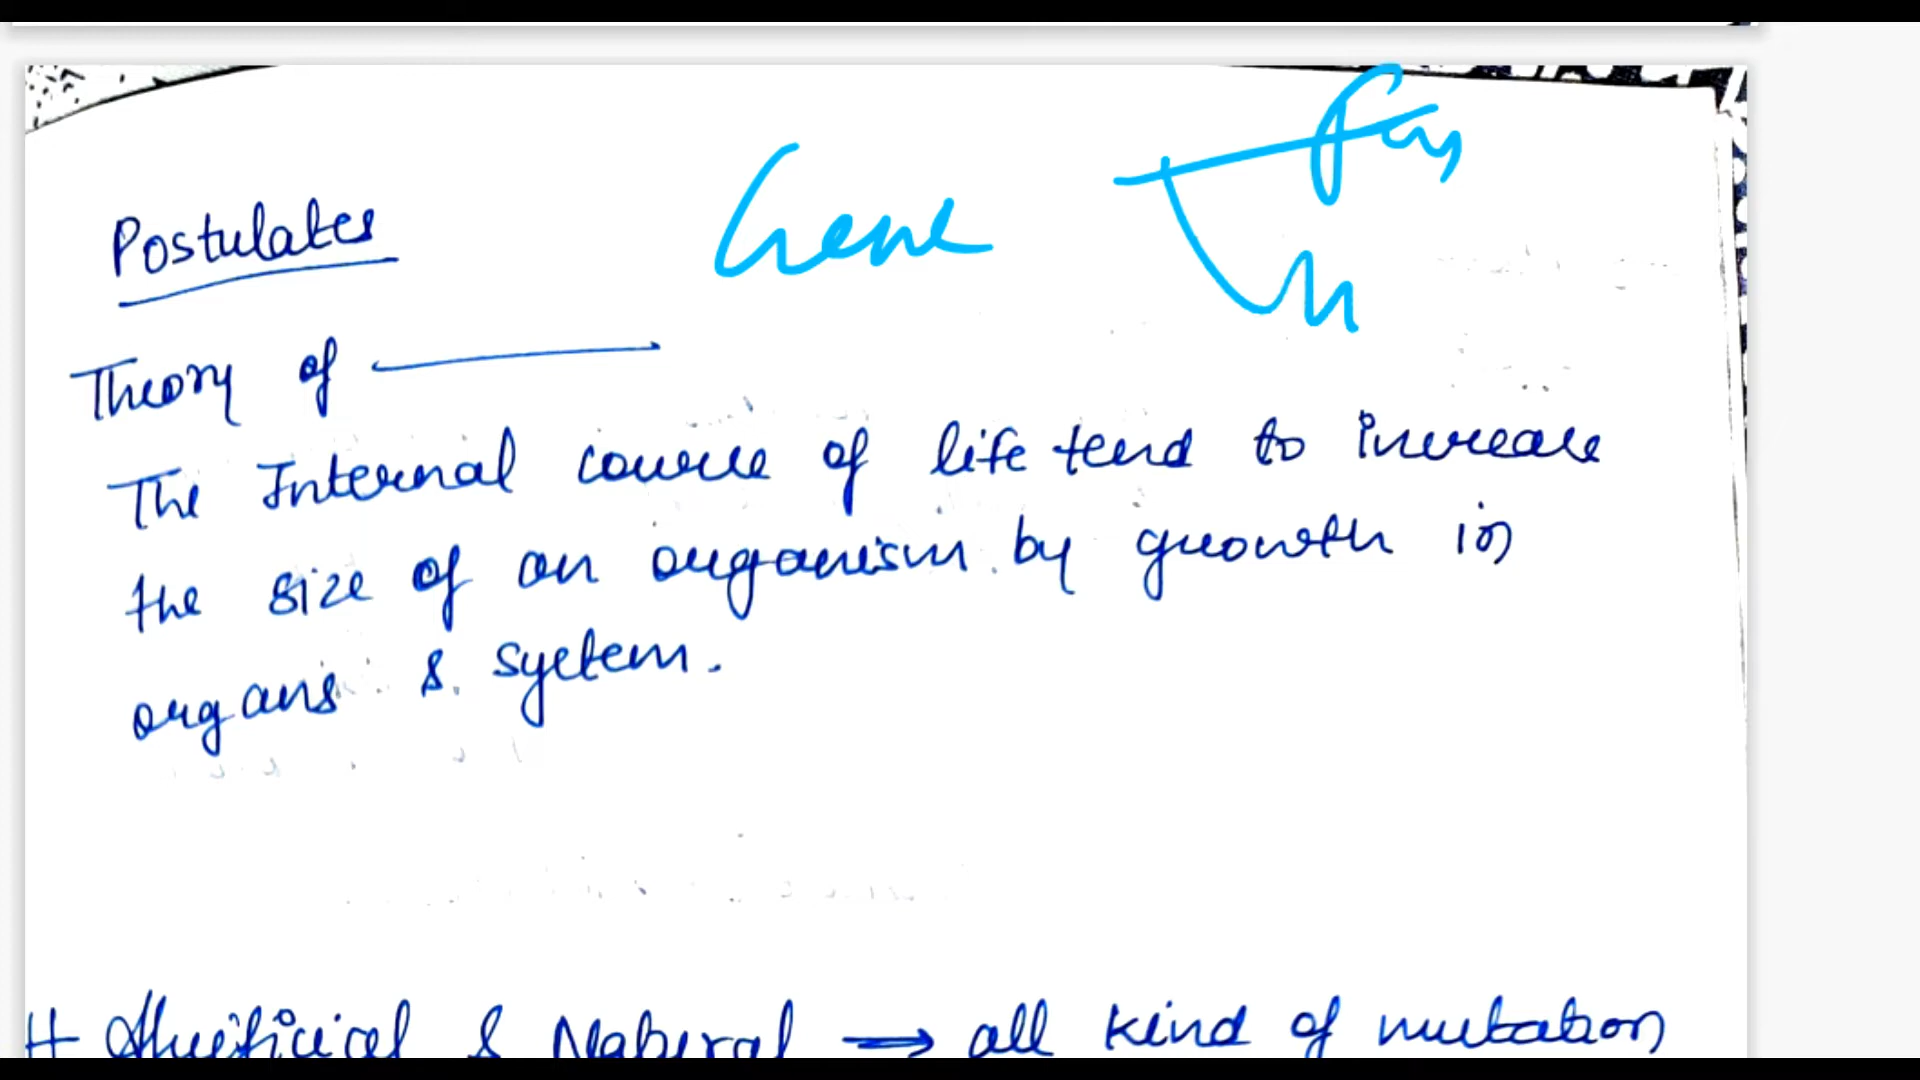 Gene
Postulates
Theory of
The Internal course of life tend to increase
the size of an organism by growth in
organs & system.
Artificial & Natural → all kind of mutation